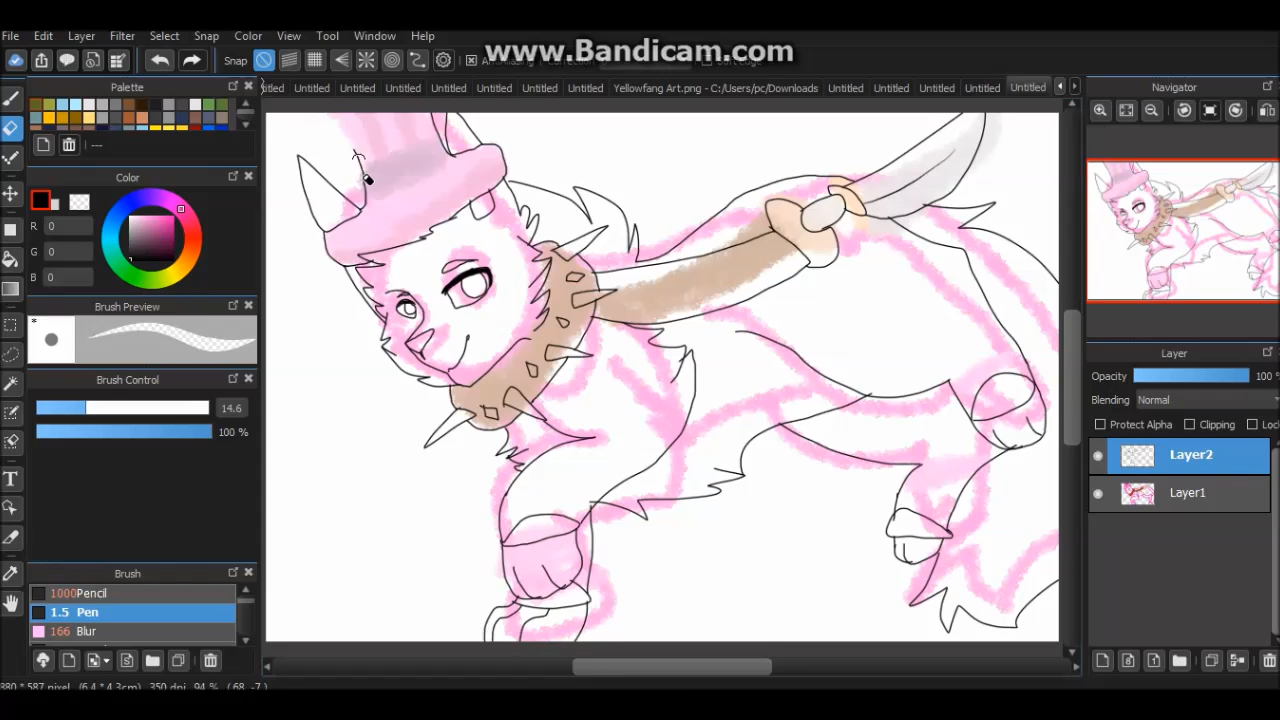 www.Bandicam.com
File Edit Layer Filter Select Snap Color View Tool Window Help
Snap
Palette
Untitled Untitled Untitled Untitled Untitled Untitled Untitled Yellowfang Art.png - C:/Users/pc/Downloads Untitled Untitled Untitled Untitled Untitled
---
Color
R 0
G 0
B 0
Brush Preview
*
Brush Control
14.6
100 %
Brush
1000 Pencil
1.5 Pen
166 Blur
Navigator
Layer
Opacity 100
Blending Normal
Protect Alpha Clipping
Layer2
Layer1